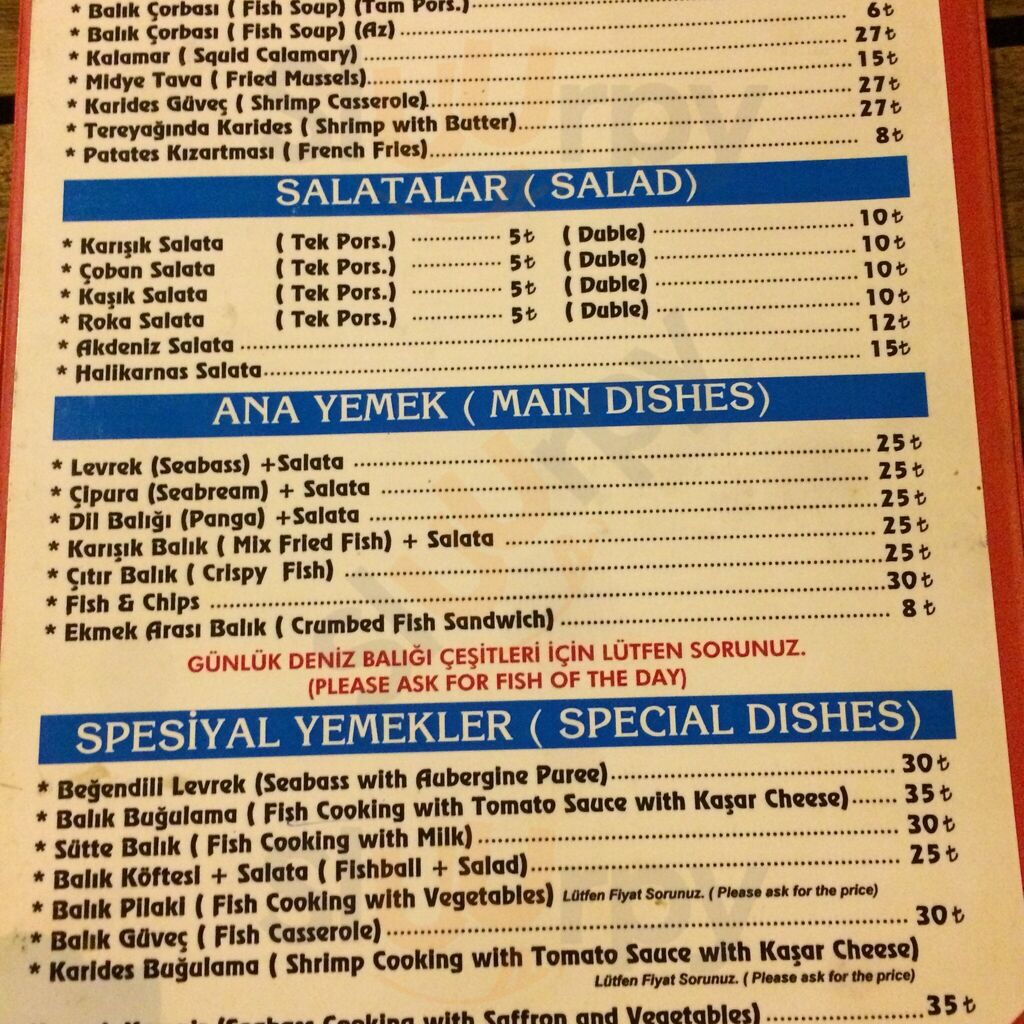 * Balık Çorbası ( Fish Soup) (Tam Pors.)
* Balık Çorbası ( Fish Soup) (Az) 6₺
* Kalamar ( Squid Calamary) 27₺
* Midye Tava ( Fried Mussels) 15₺
* Karides Güveç ( Shrimp Casserole) 27₺
* Tereyağında Karides ( Shrimp with Butter) 27₺
* Patates Kızartması ( French Fries) 8₺
SALATALAR ( SALAD)
* Karışık Salata ( Tek Pors.) 5₺ ( Duble) 10₺
* Çoban Salata ( Tek Pors.) 5₺ ( Duble) 10₺
* Kaşık Salata ( Tek Pors.) 5₺ ( Duble) 10₺
* Roka Salata ( Tek Pors.) 5₺ ( Duble) 10₺
* Akdeniz Salata 12₺
* Halikarnas Salata 15₺
ANA YEMEK ( MAIN DISHES)
* Levrek (Seabass) +Salata 25₺
* Çipura (Seabream) + Salata 25₺
* Dil Balığı (Panga) +Salata 25₺
* Karışık Balık ( Mix Fried Fish) + Salata 25₺
* Çıtır Balık ( Crispy Fish) 25₺
* Fish & Chips 30₺
* Ekmek Arası Balık ( Crumbed Fish Sandwich) 8₺
GÜNLÜK DENİZ BALIĞI ÇEŞİTLERİ İÇİN LÜTFEN SORUNUZ.
(PLEASE ASK FOR FISH OF THE DAY)
SPESİYAL YEMEKLER ( SPECIAL DISHES)
* Beğendili Levrek (Seabass with Aubergine Puree) 30₺
* Balık Buğulama ( Fish Cooking with Tomato Sauce with Kaşar Cheese) 35₺
* Sütte Balık ( Fish Cooking with Milk) 30₺
* Balık Köftesi + Salata ( Fishball + Salad) 25₺
* Balık Pilaki ( Fish Cooking with Vegetables) Lütfen Fiyat Sorunuz. ( Please ask for the price)
* Balık Güveç ( Fish Casserole) 30₺
* Karides Buğulama ( Shrimp Cooking with Tomato Sauce with Kaşar Cheese)
Lütfen Fiyat Sorunuz. ( Please ask for the price)
(Seabass Cooking with Saffron and Vegetables) 35₺